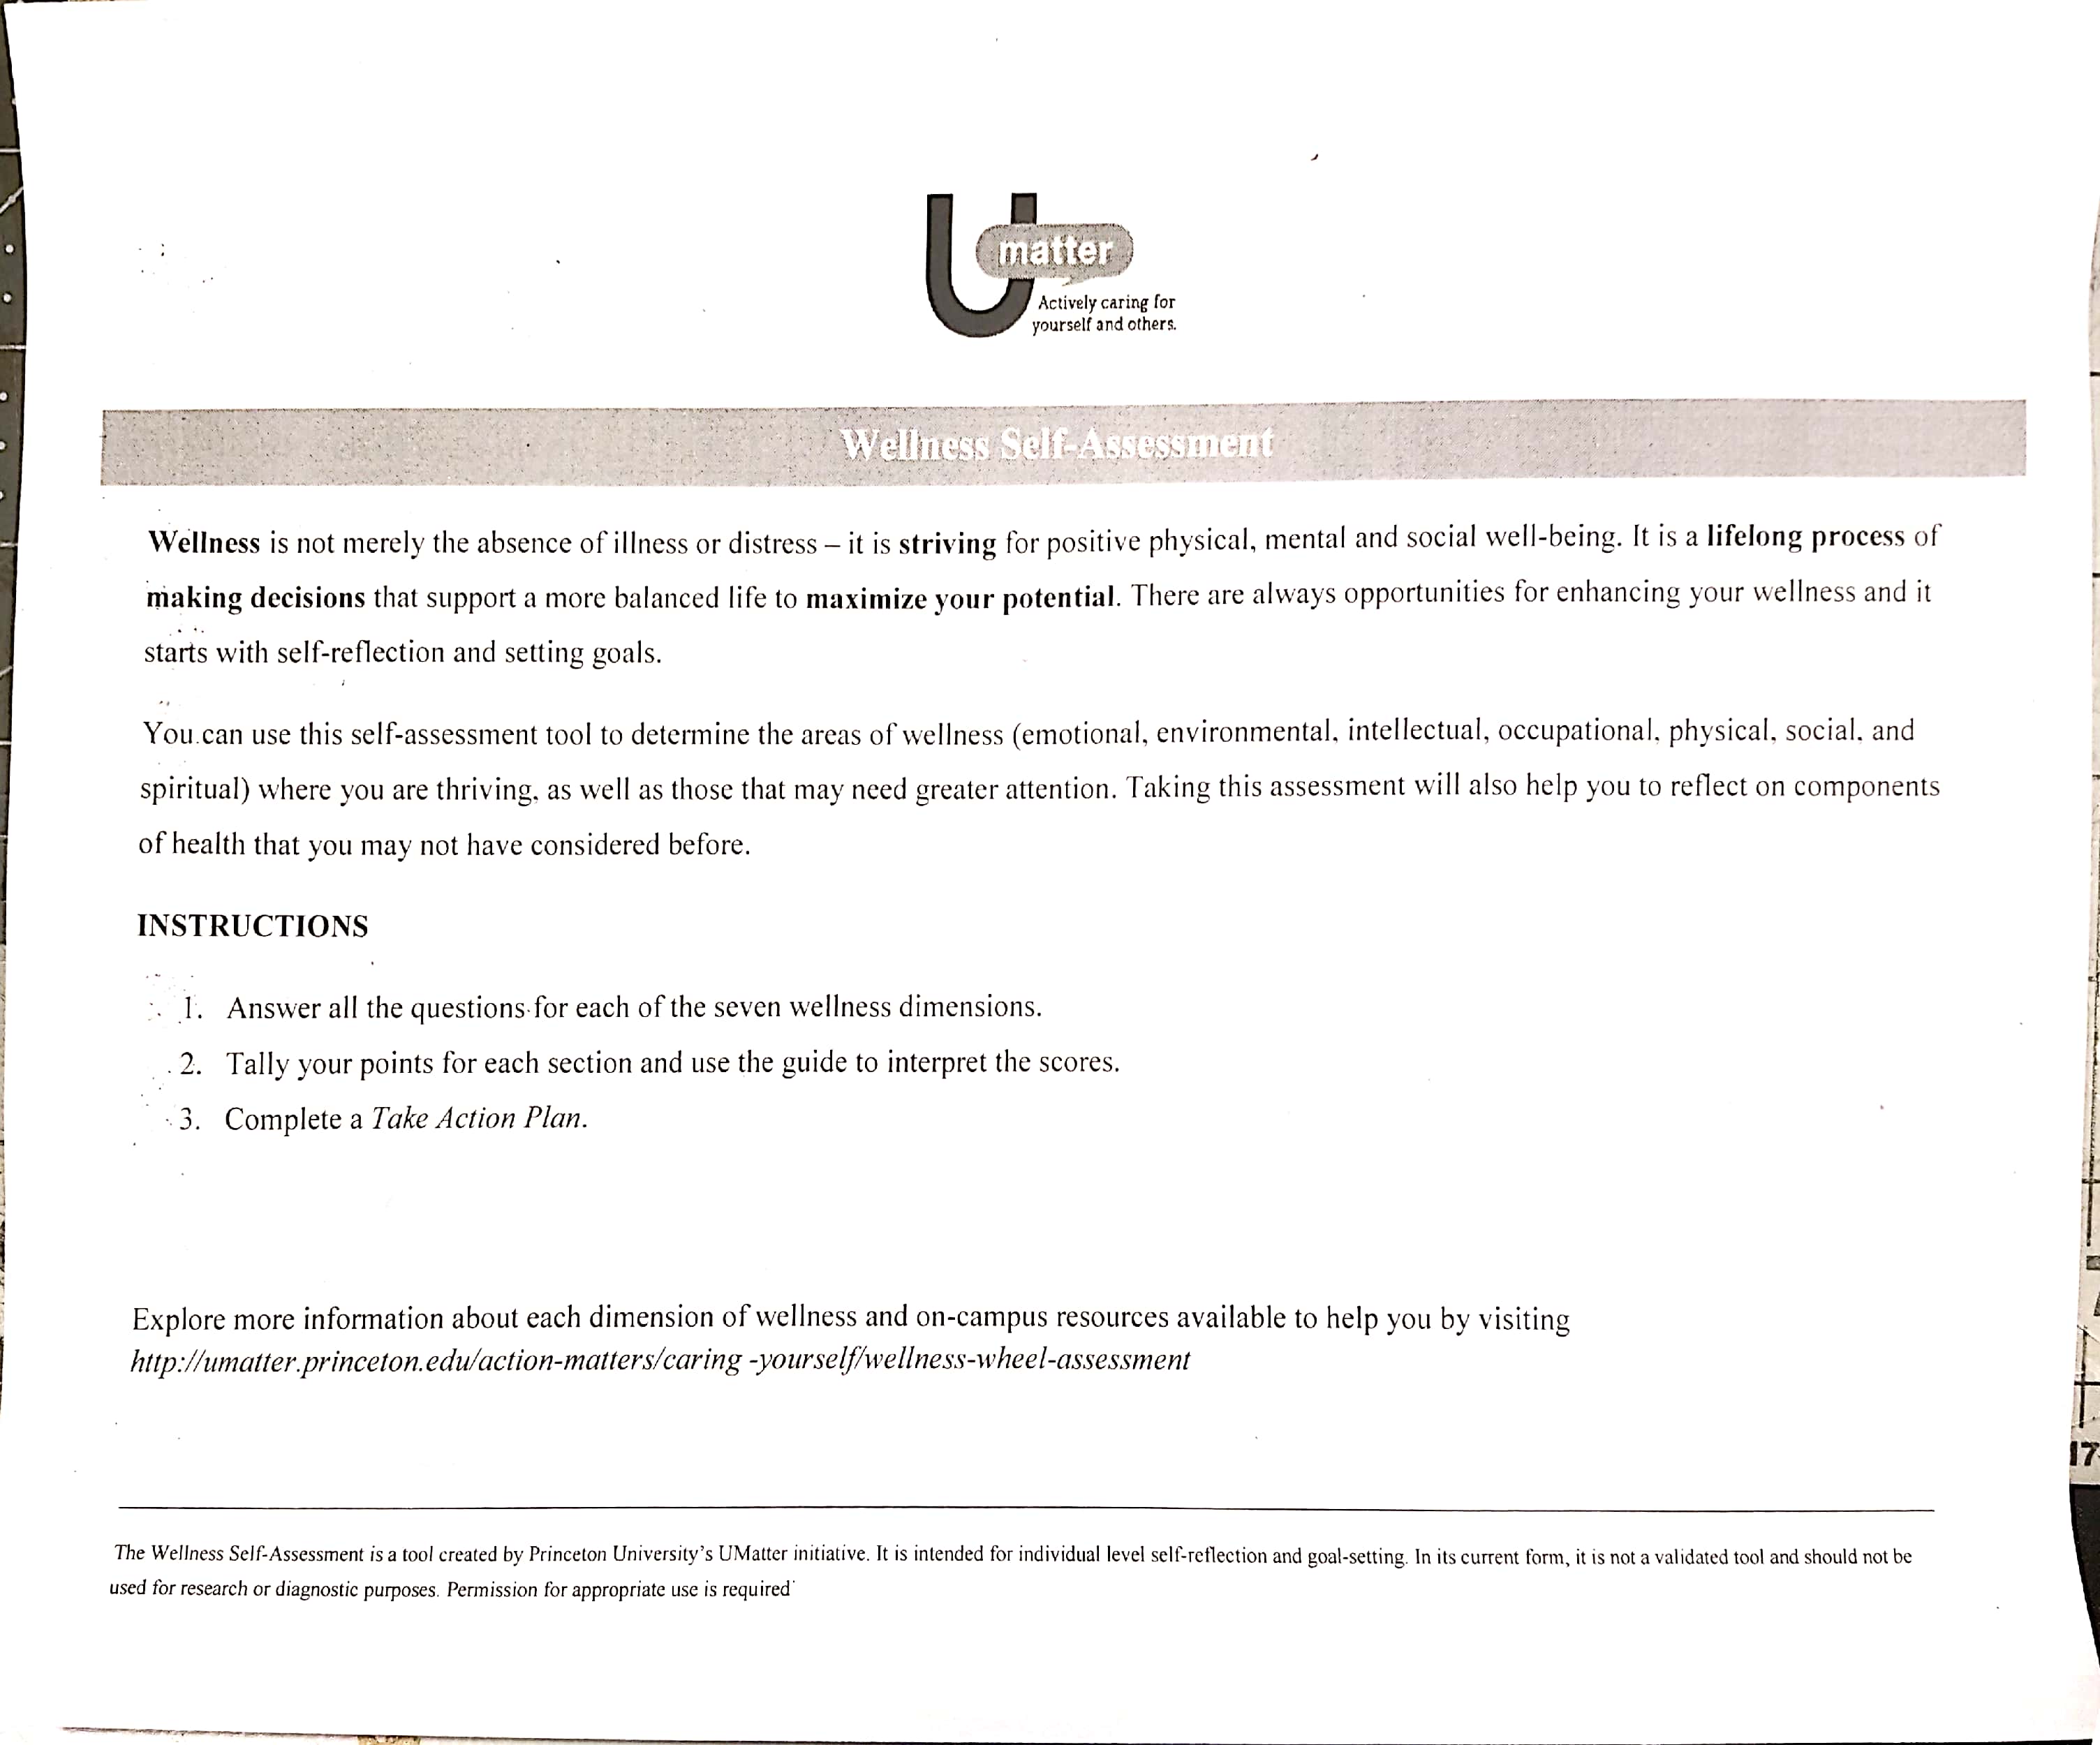 U
matter
Actively caring for
yourself and others.
Wellness Self-Assessment
Wellness is not merely the absence of illness or distress – it is striving for positive physical, mental and social well-being. It is a lifelong process of
making decisions that support a more balanced life to maximize your potential. There are always opportunities for enhancing your wellness and it
starts with self-reflection and setting goals.
You can use this self-assessment tool to determine the areas of wellness (emotional, environmental, intellectual, occupational, physical, social, and
spiritual) where you are thriving, as well as those that may need greater attention. Taking this assessment will also help you to reflect on components
of health that you may not have considered before.
INSTRUCTIONS
1. Answer all the questions for each of the seven wellness dimensions.
2. Tally your points for each section and use the guide to interpret the scores.
3. Complete a Take Action Plan.
Explore more information about each dimension of wellness and on-campus resources available to help you by visiting
http://umatter.princeton.edu/action-matters/caring -yourself/wellness-wheel-assessment
The Wellness Self-Assessment is a tool created by Princeton University's UMatter initiative. It is intended for individual level self-reflection and goal-setting. In its current form, it is not a validated tool and should not be
used for research or diagnostic purposes. Permission for appropriate use is required
17